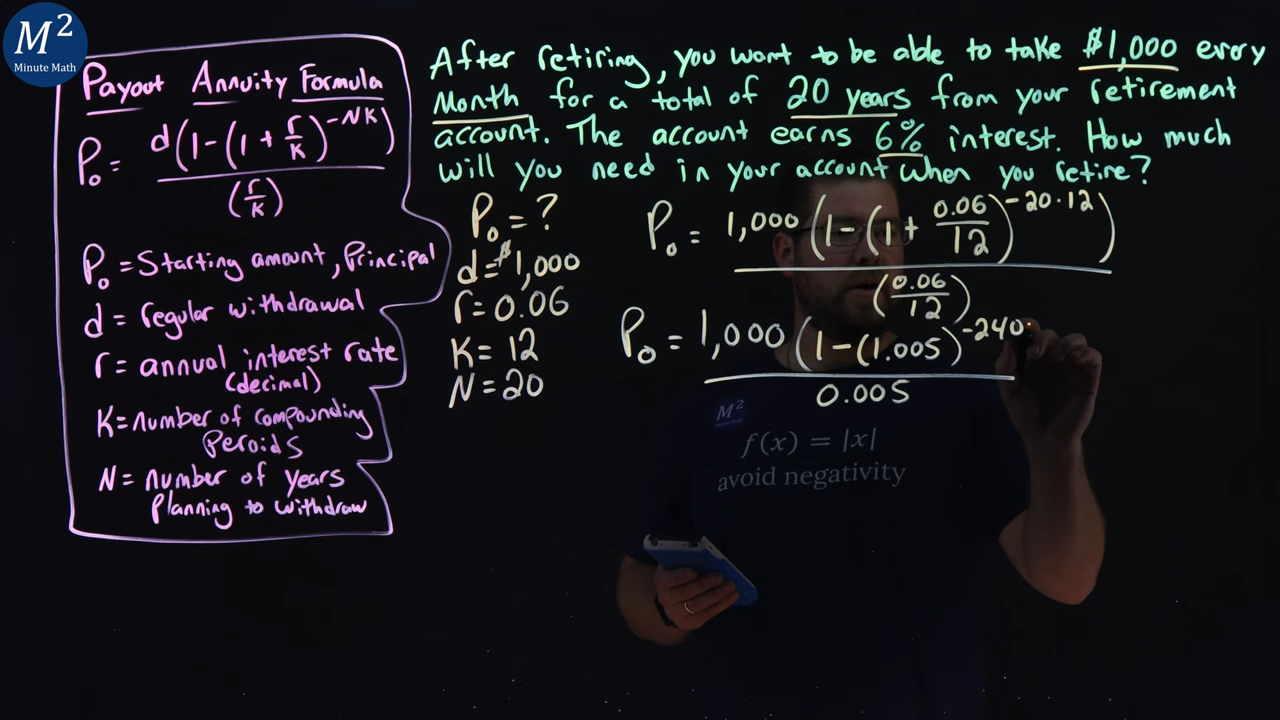 M²
Minute Math
Payout Annuity Formula
P₀ = d(1-(1+r/k)^-Nk) / (r/k)
P₀ = Starting amount, Principal
d = regular withdrawal
r = annual interest rate
(decimal)
K = number of compounding
Peroids
N = number of years
Planning to withdraw
After retiring, you want to be able to take $1,000 every
Month for a total of 20 years from your retirement
account. The account earns 6% interest. How much
will you need in your account when you retire?
P₀ = ?
d = $1,000
r = 0.06
K = 12
N = 20
P₀ = 1,000(1-(1+0.06/12)^-20·12) / (0.06/12)
P₀ = 1,000(1-(1.005)^-240 / 0.005
M²
f(x) = |x|
avoid negativity